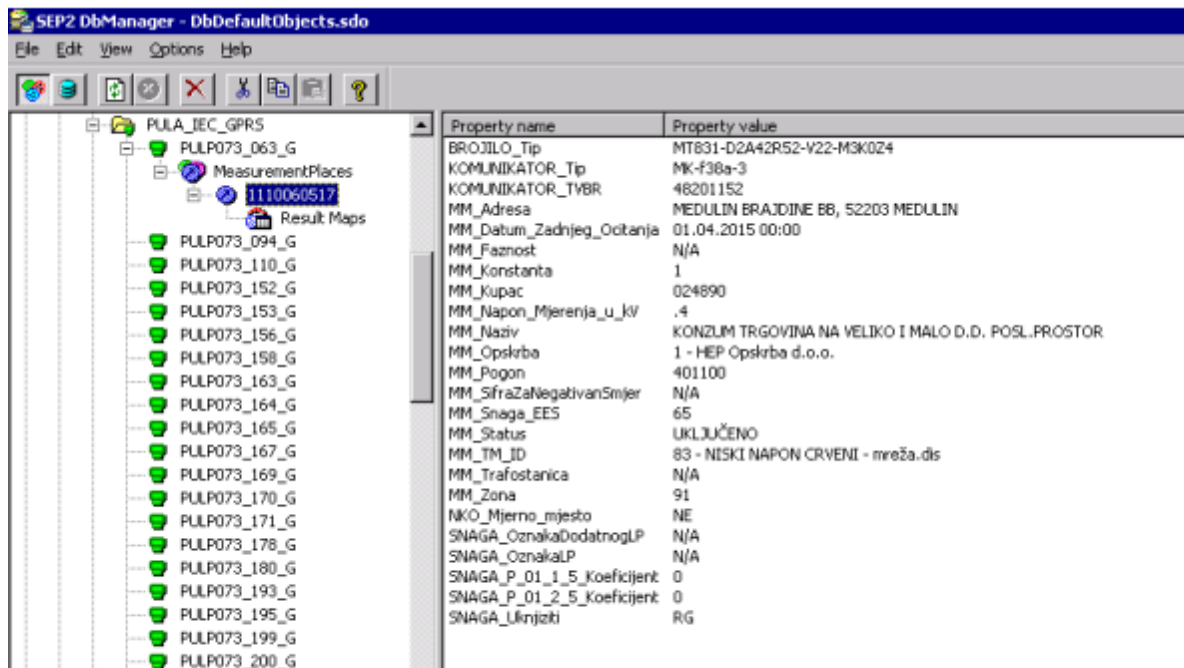 SEP2 DbManager - DbDefaultObjects.sdo
File Edit View Options Help
PULA_IEC_GPRS
PULP073_063_G
MeasurementPlaces
1110060517
Result Maps
PULP073_094_G
PULP073_110_G
PULP073_152_G
PULP073_153_G
PULP073_156_G
PULP073_158_G
PULP073_163_G
PULP073_164_G
PULP073_165_G
PULP073_167_G
PULP073_169_G
PULP073_170_G
PULP073_171_G
PULP073_178_G
PULP073_180_G
PULP073_193_G
PULP073_195_G
PULP073_199_G
PULP073_200_G
Property name Property value
BROJILO_Tip MT831-D2A42R52-V22-M3K0Z4
KOMUNIKATOR_Tip MK-f38a-3
KOMUNIKATOR_TVBR 48201152
MM_Adresa MEDULIN BRAJDINE BB, 52203 MEDULIN
MM_Datum_Zadnjeg_Ocitanja 01.04.2015 00:00
MM_Faznost N/A
MM_Konstanta 1
MM_Kupac 024890
MM_Napon_Mjerenja_u_kV .4
MM_Naziv KONZUM TRGOVINA NA VELIKO I MALO D.D. POSL.PROSTOR
MM_Opskrba 1 - HEP Opskrba d.o.o.
MM_Pogon 401100
MM_SifraZaNegativanSmjer N/A
MM_Snaga_EES 65
MM_Status UKLJUČENO
MM_TM_ID 83 - NISKI NAPON CRVENI - mreža.dis
MM_Trafostanica N/A
MM_Zona 91
NKO_Mjerno_mjesto NE
SNAGA_OznakaDodatnogLP N/A
SNAGA_OznakaLP N/A
SNAGA_P_01_1_5_Koeficijent 0
SNAGA_P_01_2_5_Koeficijent 0
SNAGA_Uknjiziti RG